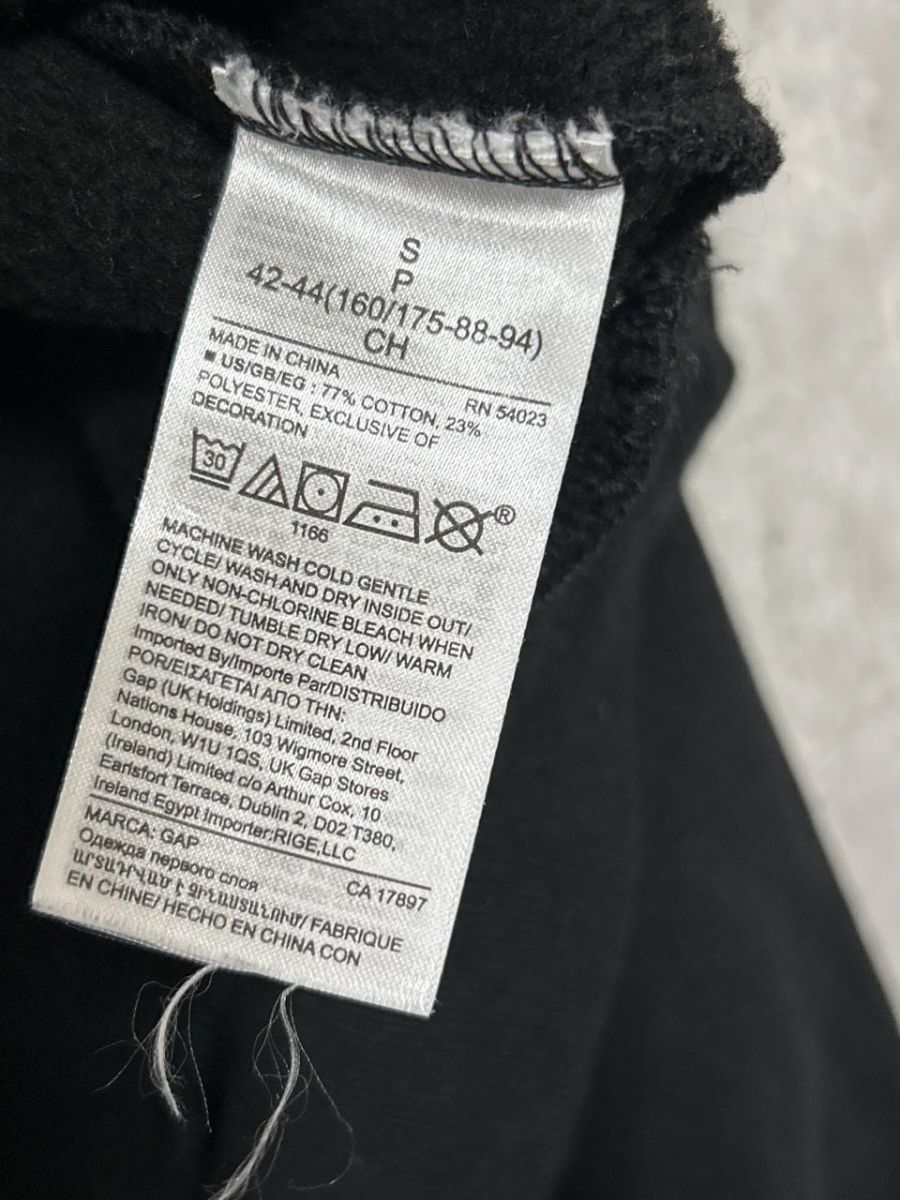 S
P
42-44(160/175-88-94)
CH
MADE IN CHINA
RN 54023
■ US/GB/EG : 77% COTTON, 23%
POLYESTER, EXCLUSIVE OF
DECORATION
30
®
1166
MACHINE WASH COLD GENTLE
CYCLE/ WASH AND DRY INSIDE OUT/
ONLY NON-CHLORINE BLEACH WHEN
NEEDED/ TUMBLE DRY LOW/ WARM
IRON/ DO NOT DRY CLEAN
Imported By/Importe Par/DISTRIBUIDO
POR/ΕΙΣΑΓΕΤΑΙ ΑΠΟ ΤΗΝ:
Gap (UK Holdings) Limited, 2nd Floor
Nations House, 103 Wigmore Street,
London, W1U 1QS, UK Gap Stores
(Ireland) Limited c/o Arthur Cox, 10
Earlsfort Terrace, Dublin 2, D02 T380,
Ireland Egypt Importer:RIGE,LLC
MARCA: GAP
CA 17897
Одежда первого слоя
ԱՐՏԱԴՐՎԱԾ Է ՉԻՆԱՍՏԱՆՈՒՄ/ FABRIQUE
EN CHINE/ HECHO EN CHINA CON